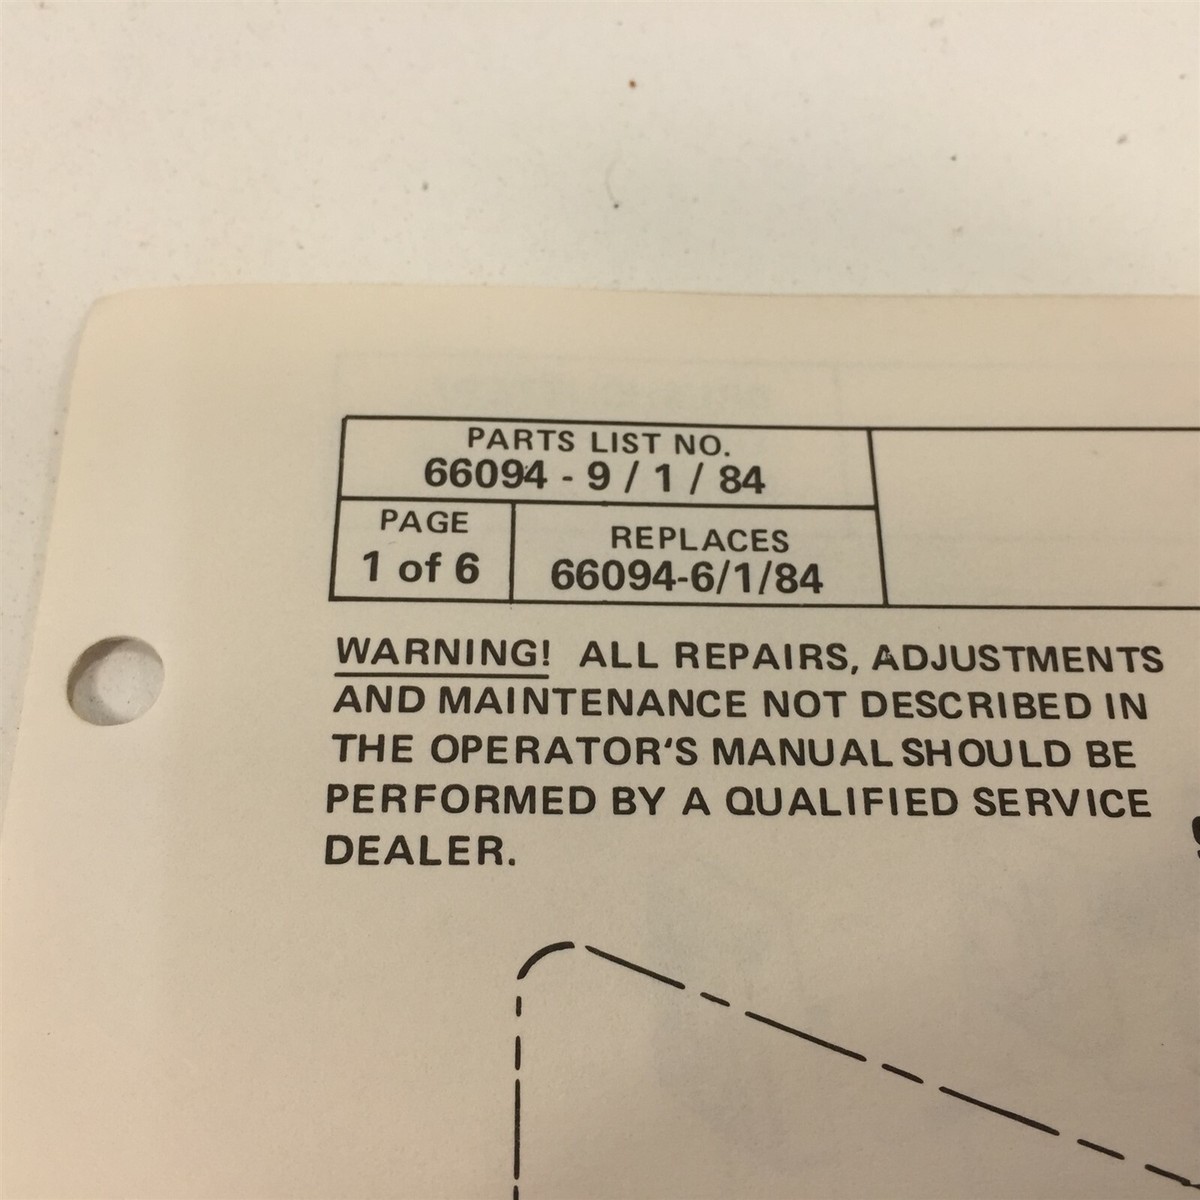 PARTS LIST NO.
66094 - 9 / 1 / 84
PAGE
1 of 6
REPLACES
66094-6/1/84
WARNING! ALL REPAIRS, ADJUSTMENTS
AND MAINTENANCE NOT DESCRIBED IN
THE OPERATOR'S MANUAL SHOULD BE
PERFORMED BY A QUALIFIED SERVICE
DEALER.